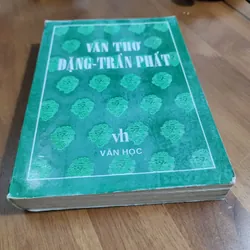 VĂN THƠ
ĐẶNG-TRẦN PHẤT
vh
VĂN HỌC